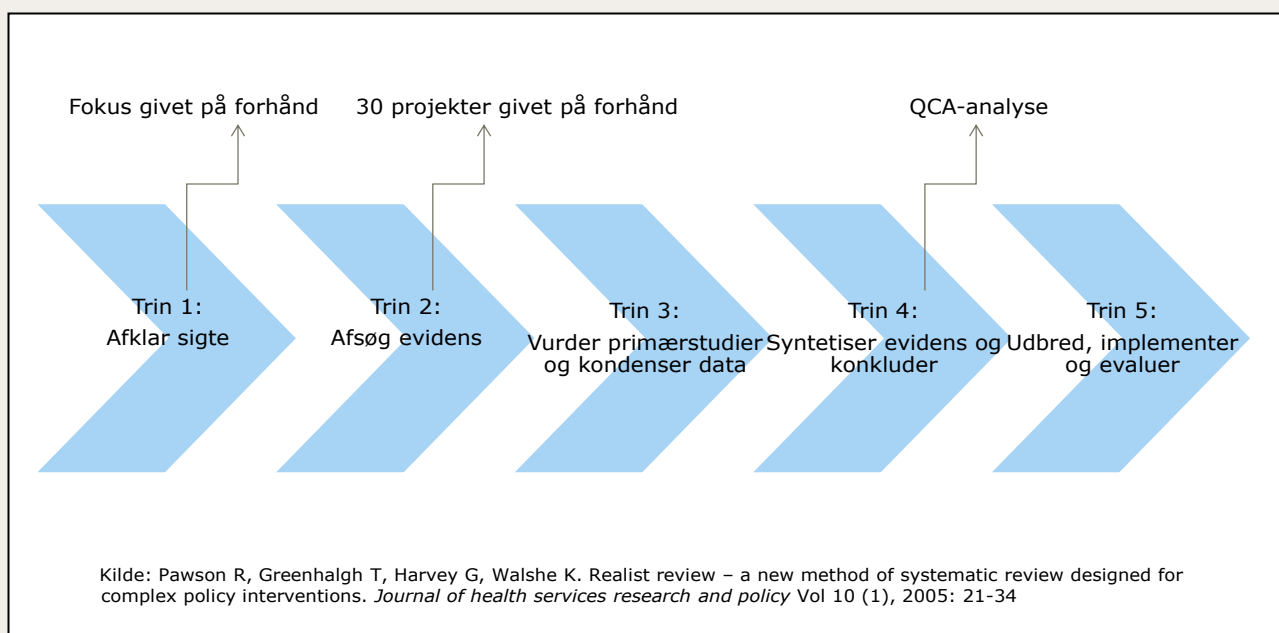 Fokus givet på forhånd
30 projekter givet på forhånd
QCA-analyse
Trin 1:
Afklar sigte
Trin 2:
Afsøg evidens
Trin 3:
Vurder primærstudier
og kondenser data
Trin 4:
Syntetiser evidens og
konkluder
Trin 5:
Udbred, implementer
og evaluer
Kilde: Pawson R, Greenhalgh T, Harvey G, Walshe K. Realist review – a new method of systematic review designed for
complex policy interventions. Journal of health services research and policy Vol 10 (1), 2005: 21-34